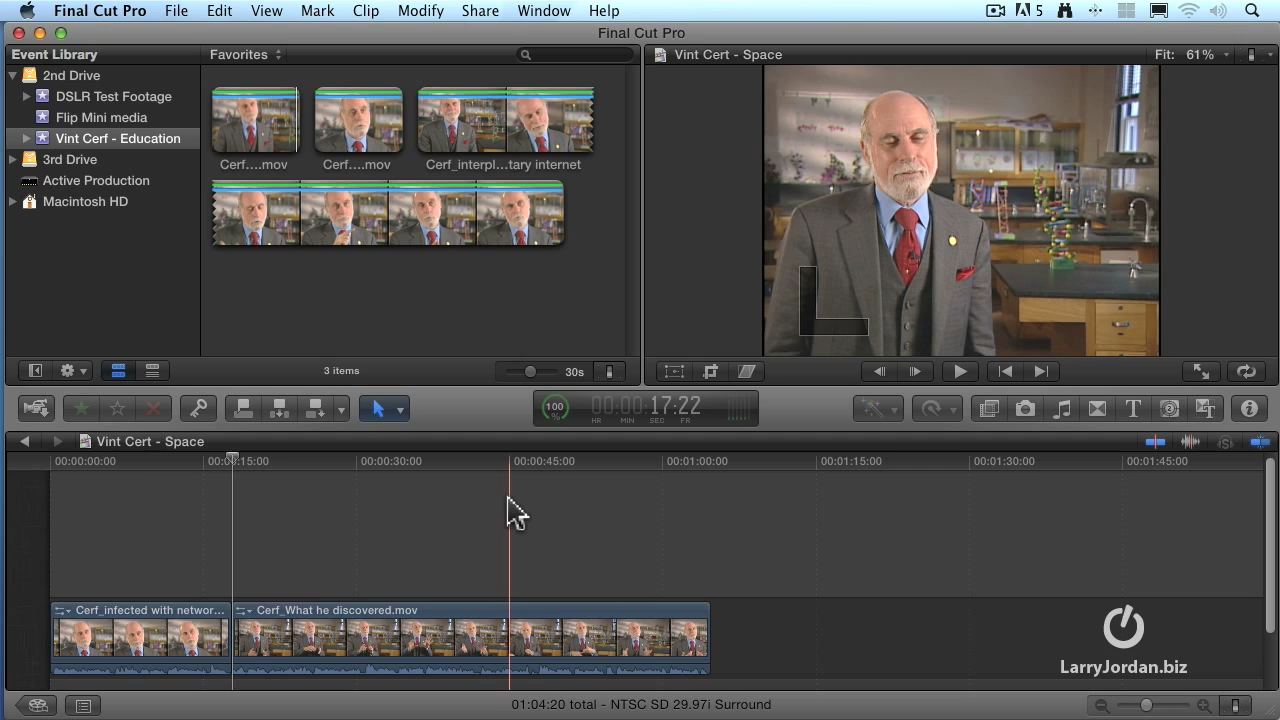 Final Cut Pro File Edit View Mark Clip Modify Share Window Help 5
Final Cut Pro
Event Library
Favorites
Vint Cert - Space
Fit: 61%
2nd Drive
DSLR Test Footage
Flip Mini media
Vint Cerf - Education
3rd Drive
Active Production
Macintosh HD
Cerf....mov
Cerf....mov
Cerf_interpl...tary internet
3 items
30s
100
%
00:00:17:22
HR MIN SEC FR
Vint Cert - Space
00:00:00:00
00:00:15:00
00:00:30:00
00:00:45:00
00:01:00:00
00:01:15:00
00:01:30:00
00:01:45:00
Cerf_infected with networ...
Cerf_What he discovered.mov
LarryJordan.biz
01:04:20 total - NTSC SD 29.97i Surround